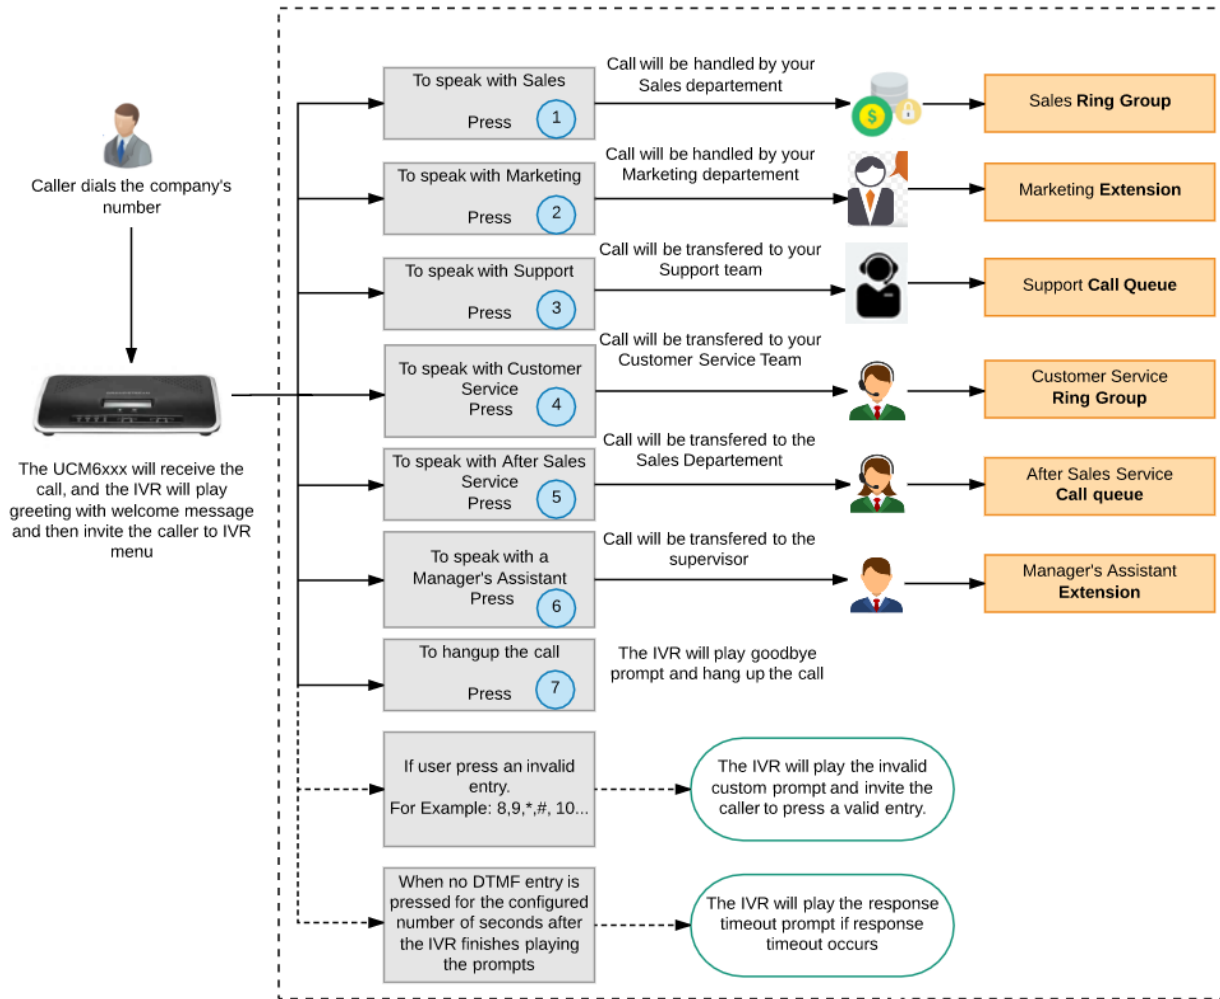 Caller dials the company's
number
The UCM6xxx will receive the
call, and the IVR will play
greeting with welcome message
and then invite the caller to IVR
menu
To speak with Sales
Press 1
Call will be handled by your
Sales departement
$
Sales Ring Group
To speak with Marketing
Press 2
Call will be handled by your
Marketing departement
Marketing Extension
To speak with Support
Press 3
Call will be transfered to your
Support team
Support Call Queue
To speak with Customer
Service
Press 4
Call will be transfered to your
Customer Service Team
Customer Service
Ring Group
To speak with After Sales
Service
Press 5
Call will be transfered to the
Sales Departement
After Sales Service
Call queue
To speak with a
Manager's Assistant
Press 6
Call will be transfered to the
supervisor
Manager's Assistant
Extension
To hangup the call
Press 7
The IVR will play goodbye
prompt and hang up the call
If user press an invalid
entry.
For Example: 8,9,*,#, 10...
The IVR will play the invalid
custom prompt and invite the
caller to press a valid entry.
When no DTMF entry is
pressed for the configured
number of seconds after
the IVR finishes playing
the prompts
The IVR will play the response
timeout prompt if response
timeout occurs